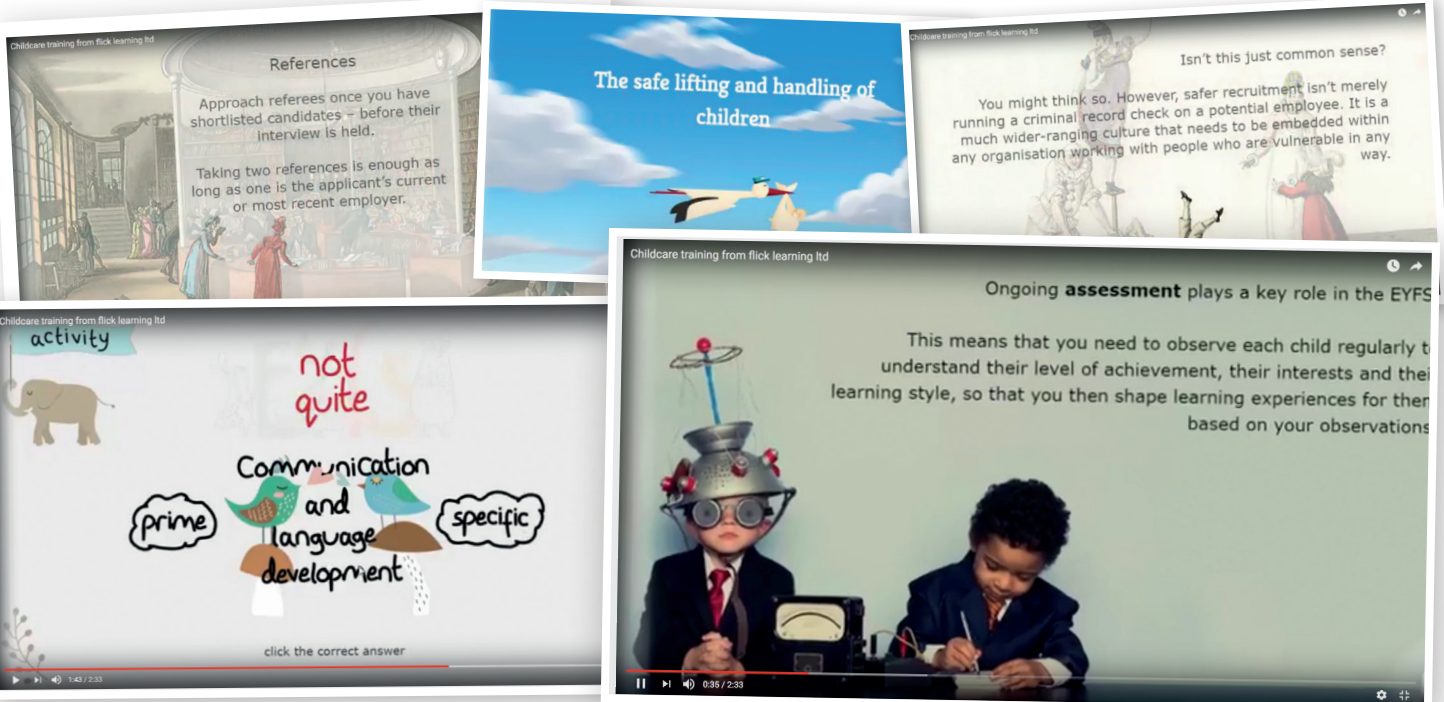 Childcare training from flick learning ltd
References
Approach referees once you have
shortlisted candidates – before their
interview is held.
Taking two references is enough as
long as one is the applicant's current
or most recent employer.
The safe lifting and handling of
children
Childcare training from flick learning ltd
Isn't this just common sense?
You might think so. However, safer recruitment isn't merely
running a criminal record check on a potential employee. It is a
much wider-ranging culture that needs to be embedded within
any organisation working with people who are vulnerable in any
way.
Childcare training from flick learning ltd
activity
not
quite
Communication
and
language
development
prime
specific
click the correct answer
1:43 / 2:33
Childcare training from flick learning ltd
Ongoing assessment plays a key role in the EYFS
This means that you need to observe each child regularly t
understand their level of achievement, their interests and thei
learning style, so that you then shape learning experiences for ther
based on your observations
0:35 / 2:33